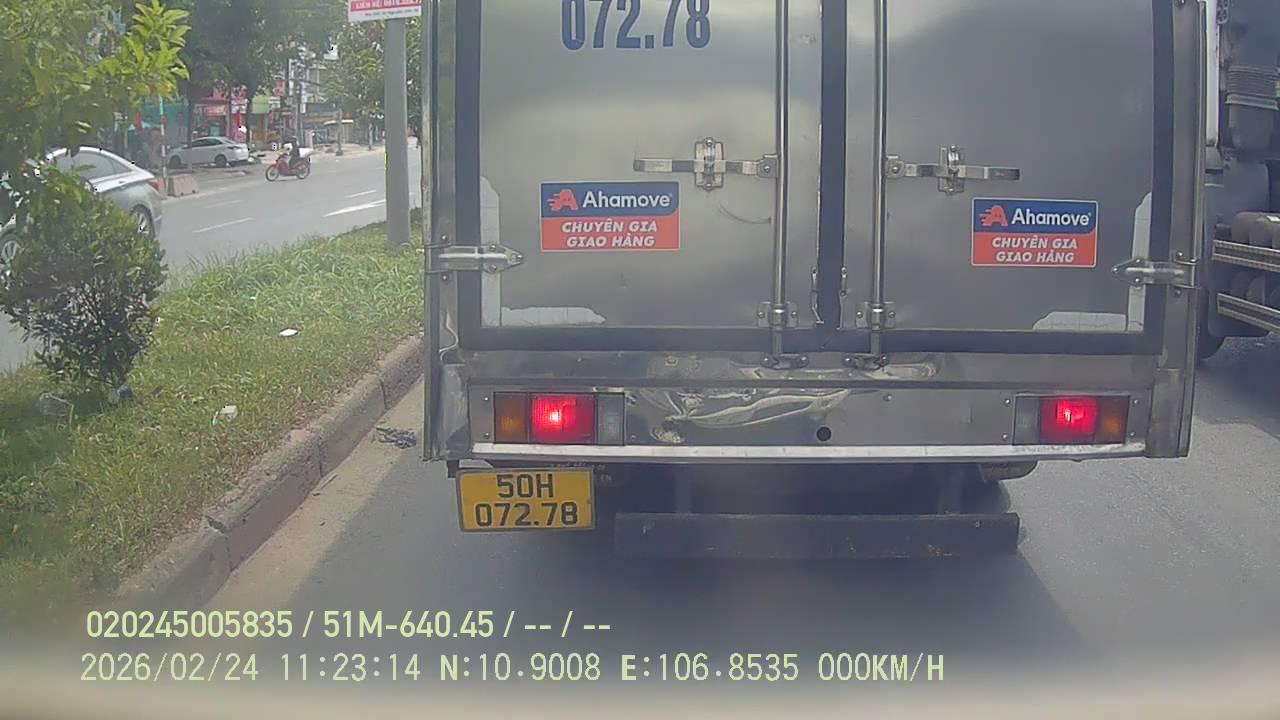 072.78
Ahamove
CHUYÊN GIA
GIAO HÀNG
Ahamove
CHUYÊN GIA
GIAO HÀNG
50H
072.78
020245005835 / 51M-640.45 / -- / --
2026/02/24 11:23:14 N:10.9008 E:106.8535 000KM/H